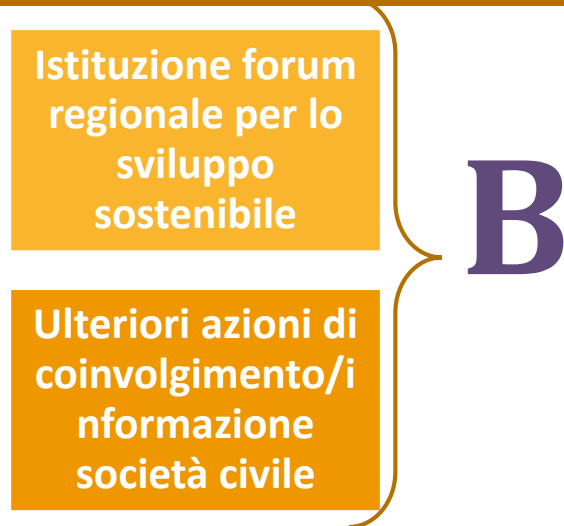 Istituzione forum
regionale per lo
sviluppo
sostenibile
B
Ulteriori azioni di
coinvolgimento/i
nformazione
società civile